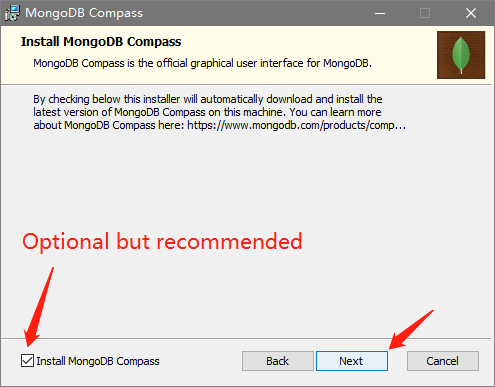 MongoDB Compass
Install MongoDB Compass
MongoDB Compass is the official graphical user interface for MongoDB.
By checking below this installer will automatically download and install the
latest version of MongoDB Compass on this machine. You can learn more
about MongoDB Compass here: https://www.mongodb.com/products/comp...
Optional but recommended
Install MongoDB Compass
Back
Next
Cancel